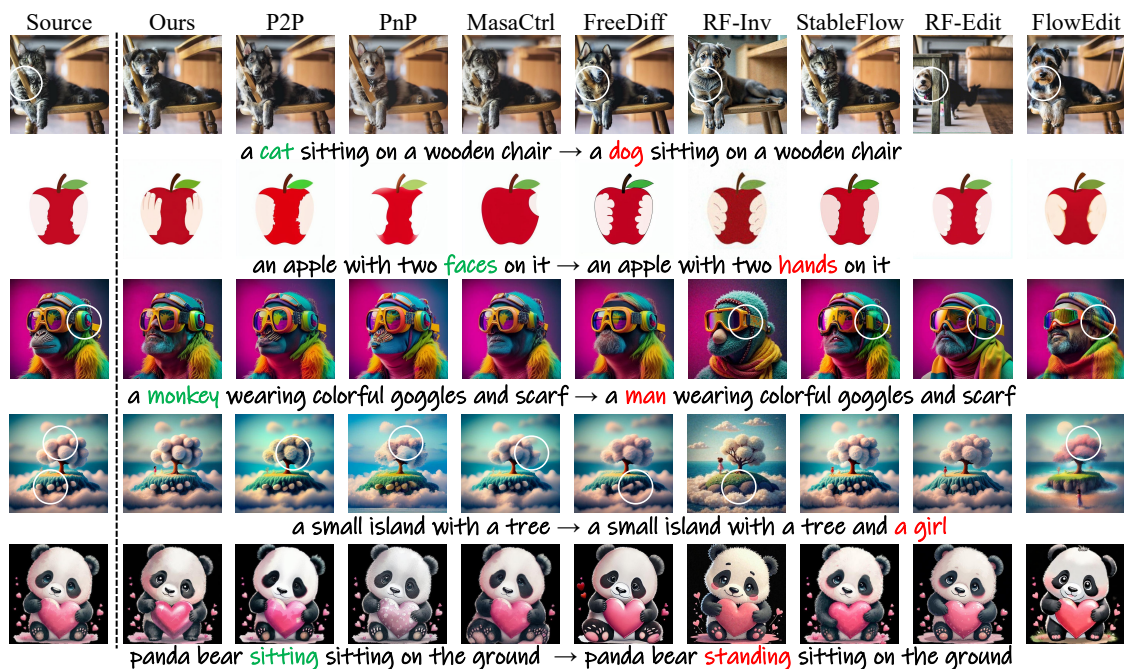 Source Ours P2P PnP MasaCtrl FreeDiff RF-Inv StableFlow RF-Edit FlowEdit
a cat sitting on a wooden chair → a dog sitting on a wooden chair
an apple with two faces on it → an apple with two hands on it
a monkey wearing colorful goggles and scarf → a man wearing colorful goggles and scarf
a small island with a tree → a small island with a tree and a girl
panda bear sitting sitting on the ground → panda bear standing sitting on the ground